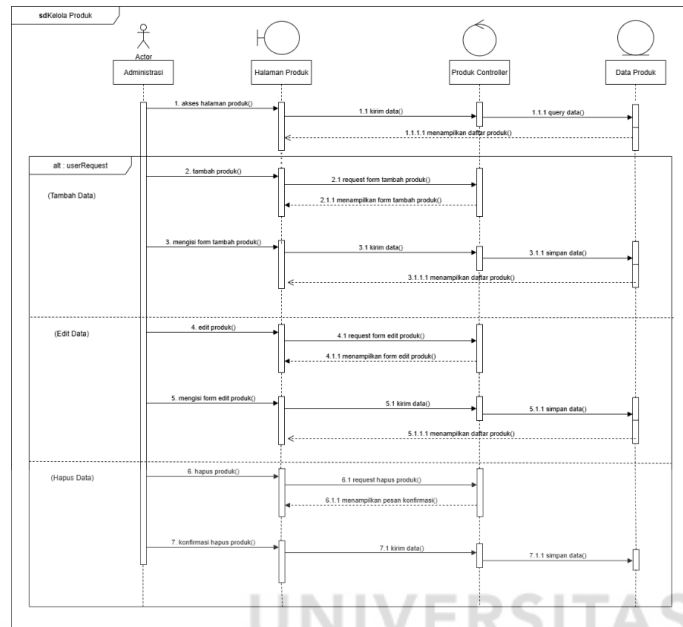 sdKelola Produk
Actor
Administrasi
Halaman Produk
Produk Controller
Data Produk
1. akses halaman produk()
1.1 kirim data()
1.1.1 query data()
1.1.1.1 menampilkan daftar produk()
alt : userRequest
(Tambah Data)
2. tambah produk()
2.1 request form tambah produk()
2.1.1 menampilkan form tambah produk()
3. mengisi form tambah produk()
3.1 kirim data()
3.1.1 simpan data()
3.1.1.1 menampilkan daftar produk()
(Edit Data)
4. edit produk()
4.1 request form edit produk()
4.1.1 menampilkan form edit produk()
5. mengisi form edit produk()
5.1 kirim data()
5.1.1 simpan data()
5.1.1.1 menampilkan daftar produk()
(Hapus Data)
6. hapus produk()
6.1 request hapus produk()
6.1.1 menampilkan pesan konfirmasi()
7. konfirmasi hapus produk()
7.1 kirim data()
7.1.1 simpan data()
UNIVERSITAS